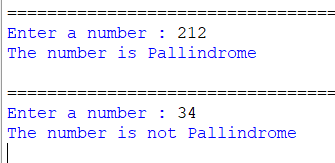 ==================================
Enter a number : 212
The number is Pallindrome
==================================
Enter a number : 34
The number is not Pallindrome